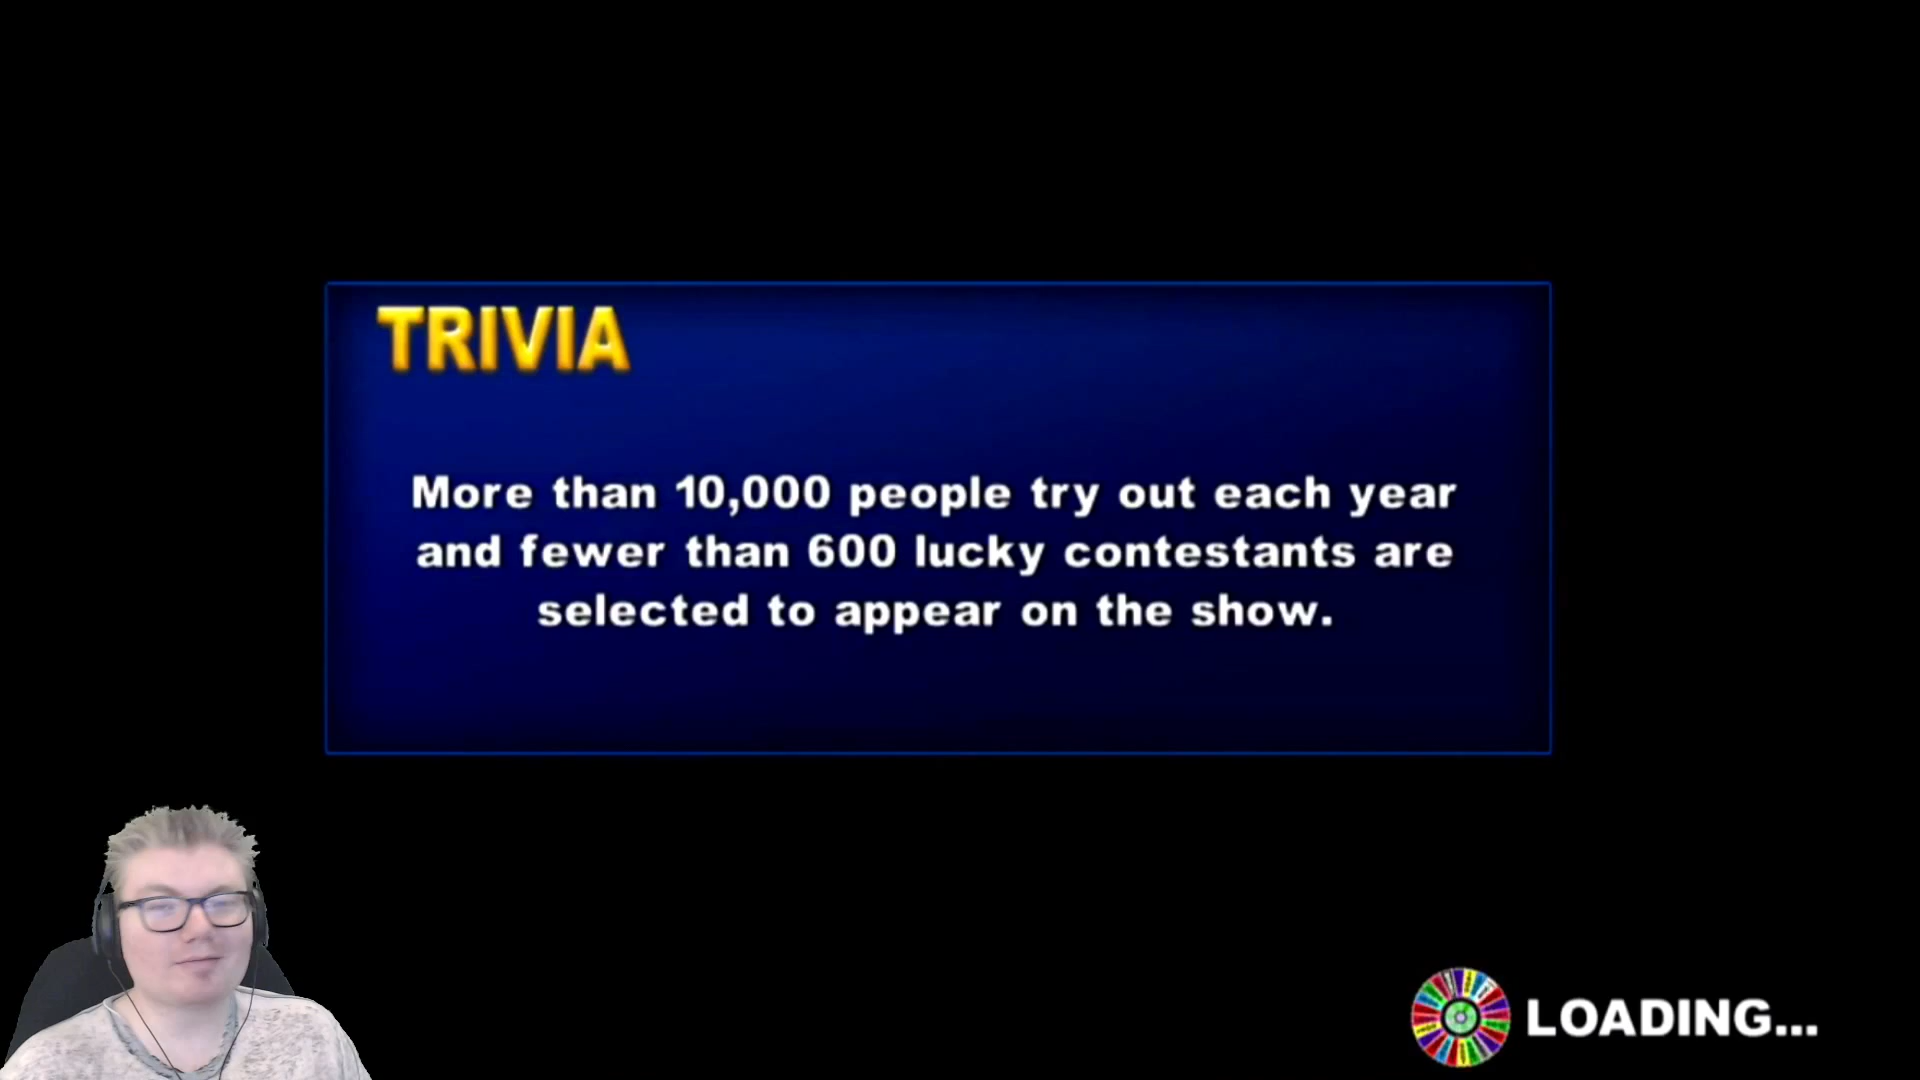 TRIVIA
More than 10,000 people try out each year
and fewer than 600 lucky contestants are
selected to appear on the show.
LOADING...